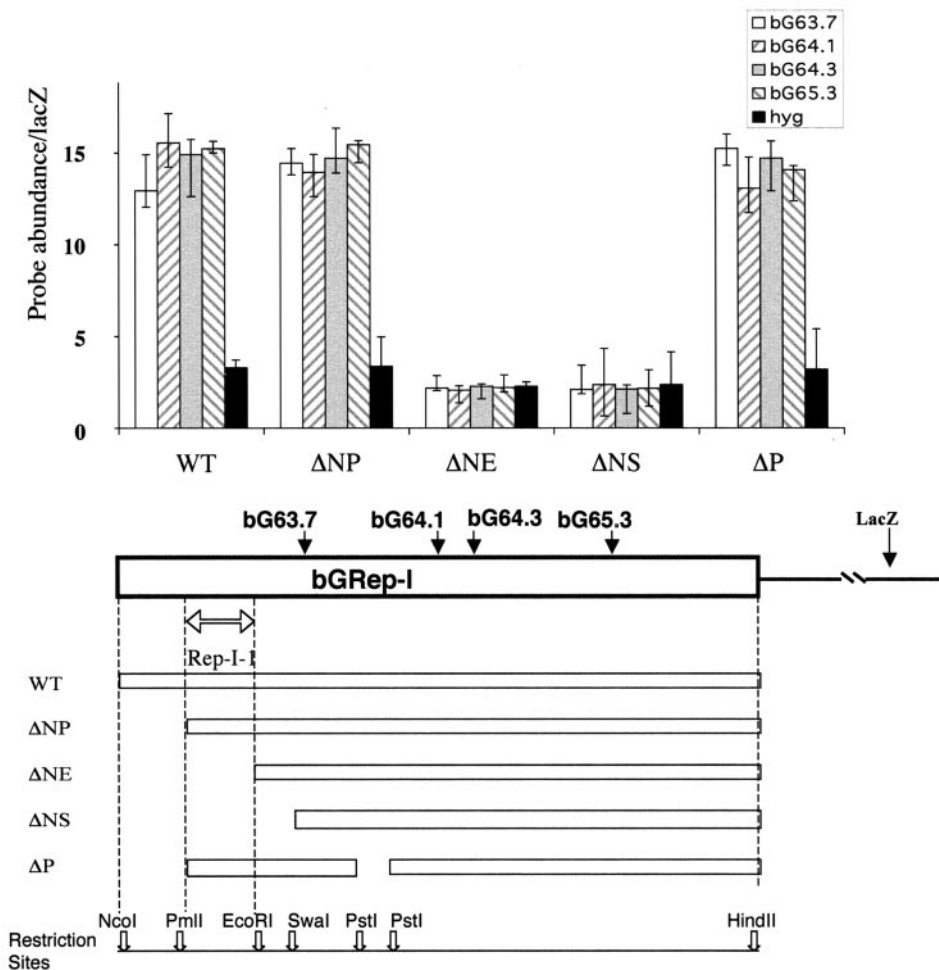 bG63.7
bG64.1
bG64.3
bG65.3
hyg
Probe abundance/lacZ
15
10
5
0
WT ΔNP ΔNE ΔNS ΔP
bG63.7 bG64.1 bG64.3 bG65.3 LacZ
bGRep-I
Rep-I-1
WT
ΔNP
ΔNE
ΔNS
ΔP
NcoI PmlI EcoRI SwaI PstI PstI HindII
Restriction
Sites